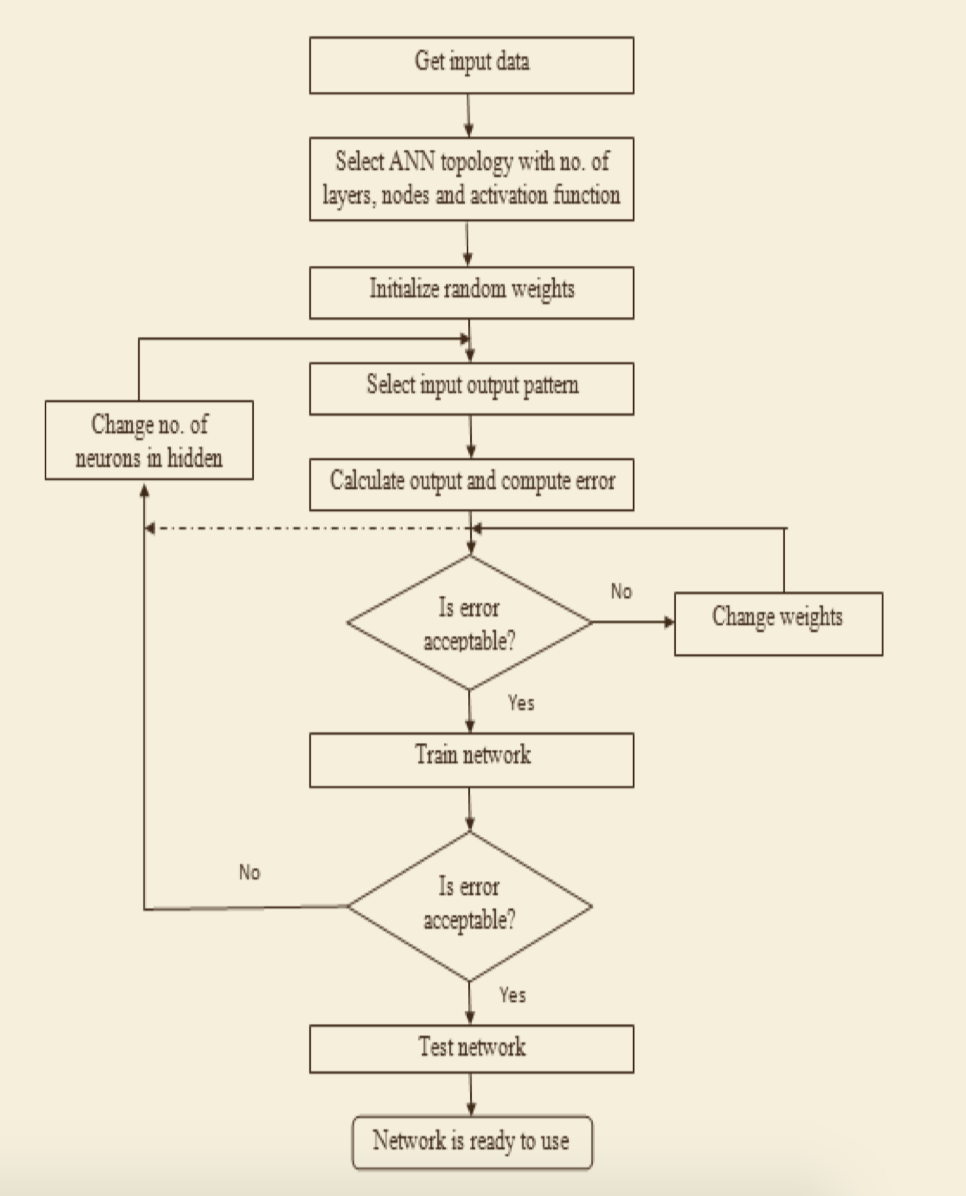 Get input data
Select ANN topology with no. of
layers, nodes and activation function
Initialize random weights
Select input output pattern
Change no. of
neurons in hidden
Calculate output and compute error
Is error
acceptable?
No
Change weights
Yes
Train network
Is error
acceptable?
No
Yes
Test network
Network is ready to use